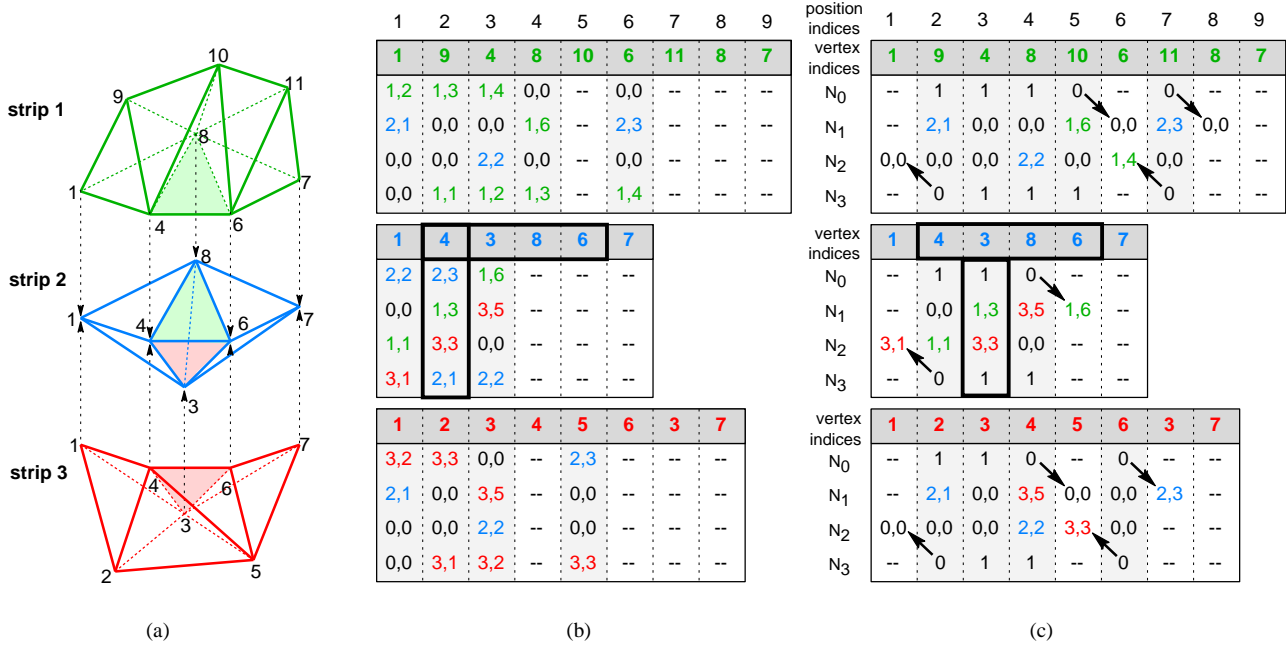 strip 1
10
11
9
8
7
1
4
6
strip 2
8
1
4
6
7
3
strip 3
1
7
4
6
3
2
5
(a)
1 2 3 4 5 6 7 8 9
1 9 4 8 10 6 11 8 7
1,2 1,3 1,4 0,0 -- 0,0 -- -- --
2,1 0,0 0,0 1,6 -- 2,3 -- -- --
0,0 0,0 2,2 0,0 -- 0,0 -- -- --
0,0 1,1 1,2 1,3 -- 1,4 -- -- --
1 4 3 8 6 7
2,2 2,3 1,6 -- -- --
0,0 1,3 3,5 -- -- --
1,1 3,3 0,0 -- -- --
3,1 2,1 2,2 -- -- --
1 2 3 4 5 6 3 7
3,2 3,3 0,0 -- 2,3 -- -- --
2,1 0,0 3,5 -- 0,0 -- -- --
0,0 0,0 2,2 -- 0,0 -- -- --
0,0 3,1 3,2 -- 3,3 -- -- --
(b)
position indices 1 2 3 4 5 6 7 8 9
vertex indices 1 9 4 8 10 6 11 8 7
N0 -- 1 1 1 0 -- 0 -- --
N1 -- 2,1 0,0 0,0 1,6 0,0 2,3 0,0 --
N2 0,0 0,0 0,0 2,2 0,0 1,4 0,0 -- --
N3 -- 0 1 1 1 -- 0 -- --
vertex indices 1 4 3 8 6 7
N0 -- 1 1 0 -- --
N1 -- 0,0 1,3 3,5 1,6 --
N2 3,1 1,1 3,3 0,0 -- --
N3 -- 0 1 1 -- --
vertex indices 1 2 3 4 5 6 3 7
N0 -- 1 1 0 -- 0 -- --
N1 -- 2,1 0,0 3,5 0,0 0,0 2,3 --
N2 0,0 0,0 0,0 2,2 3,3 0,0 -- --
N3 -- 0 1 1 -- 0 -- --
(c)